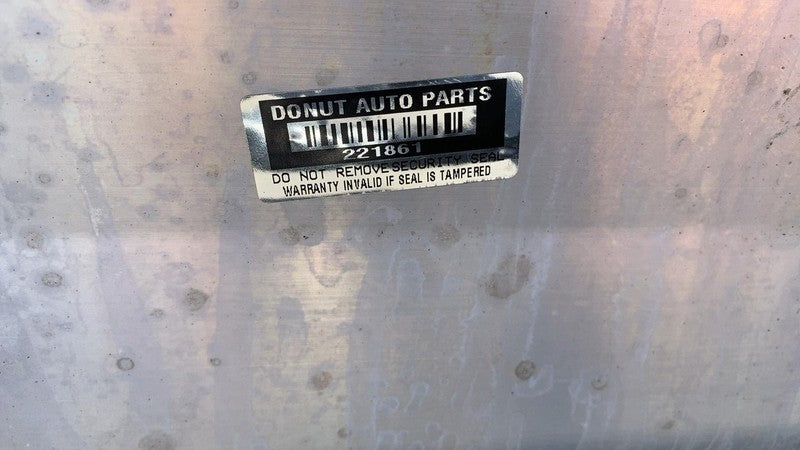 DONUT AUTO PARTS
221861
DO NOT REMOVE SECURITY SEAL
WARRANTY INVALID IF SEAL IS TAMPERED